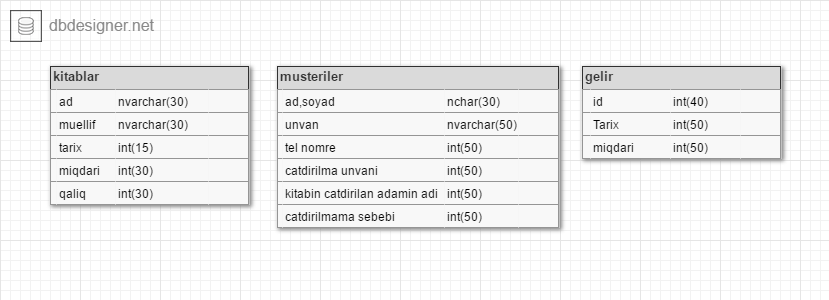 dbdesigner.net
kitablar
ad nvarchar(30)
muellif nvarchar(30)
tarix int(15)
miqdari int(30)
qaliq int(30)
musteriler
ad,soyad nchar(30)
unvan nvarchar(50)
tel nomre int(50)
catdirilma unvani int(50)
kitabin catdirilan adamin adi int(50)
catdirilmama sebebi int(50)
gelir
id int(40)
Tarix int(50)
miqdari int(50)